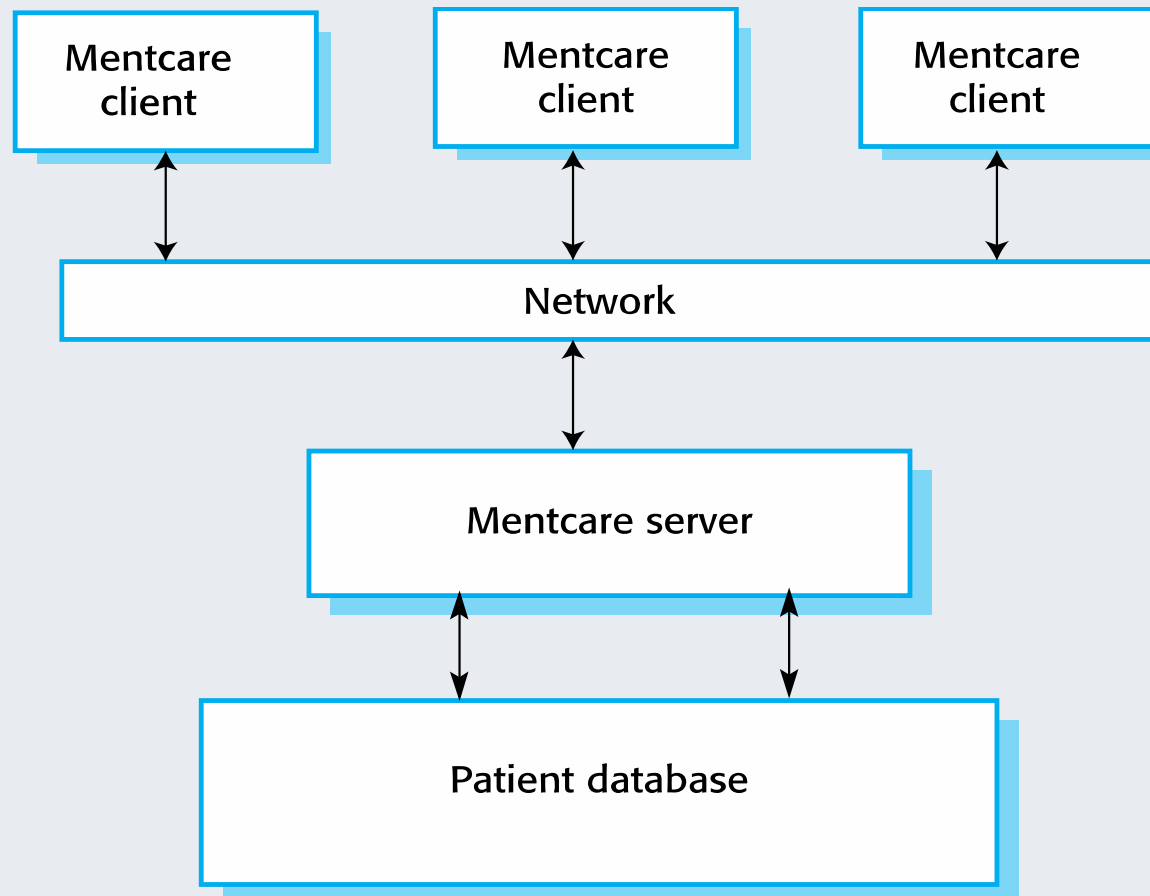 Mentcare
client
Mentcare
client
Mentcare
client
Network
Mentcare server
Patient database